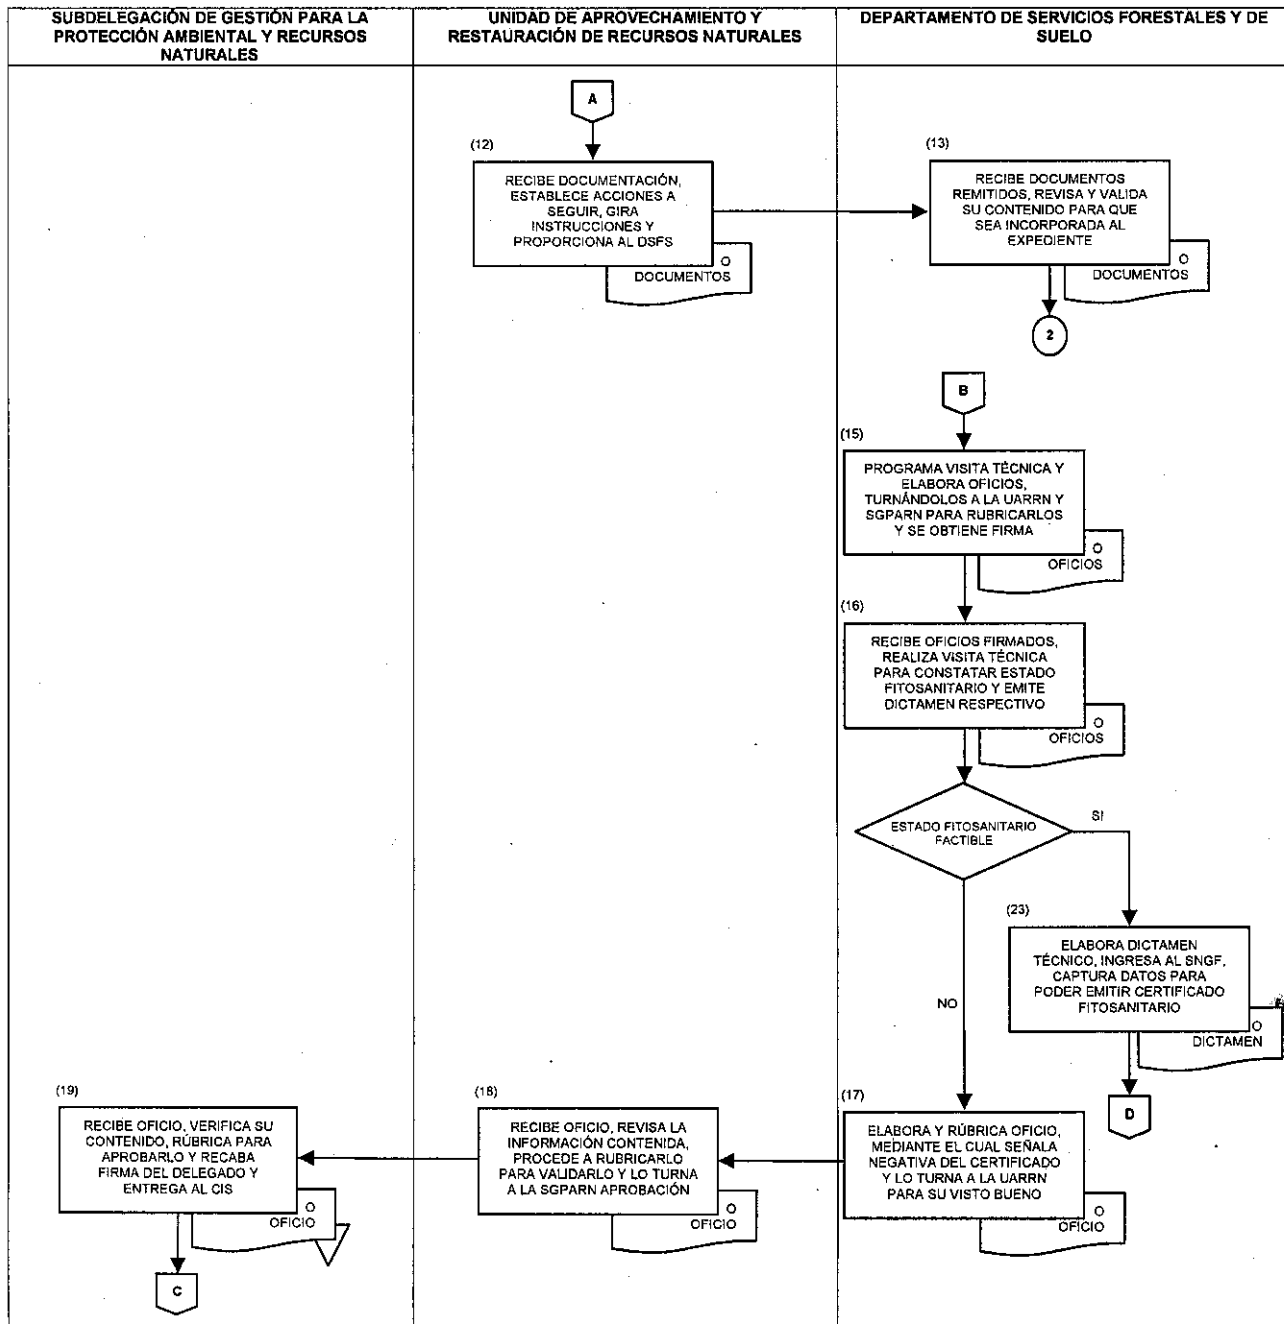 SUBDELEGACIÓN DE GESTIÓN PARA LA
PROTECCIÓN AMBIENTAL Y RECURSOS
NATURALES
UNIDAD DE APROVECHAMIENTO Y
RESTAURACIÓN DE RECURSOS NATURALES
DEPARTAMENTO DE SERVICIOS FORESTALES Y DE
SUELO
A
(12)
RECIBE DOCUMENTACIÓN,
ESTABLECE ACCIONES A
SEGUIR, GIRA
INSTRUCCIONES Y
PROPORCIONA AL DSFS
O
DOCUMENTOS
(13)
RECIBE DOCUMENTOS
REMITIDOS, REVISA Y VALIDA
SU CONTENIDO PARA QUE
SEA INCORPORADA AL
EXPEDIENTE
O
DOCUMENTOS
2
B
(15)
PROGRAMA VISITA TÉCNICA Y
ELABORA OFICIOS,
TURNÁNDOLOS A LA UARRN Y
SGPARN PARA RUBRICARLOS
Y SE OBTIENE FIRMA
O
OFICIOS
(16)
RECIBE OFICIOS FIRMADOS,
REALIZA VISITA TÉCNICA
PARA CONSTATAR ESTADO
FITOSANITARIO Y EMITE
DICTAMEN RESPECTIVO
O
OFICIOS
ESTADO FITOSANITARIO
FACTIBLE
SI
NO
(23)
ELABORA DICTAMEN
TÉCNICO, INGRESA AL SNGF,
CAPTURA DATOS PARA
PODER EMITIR CERTIFICADO
FITOSANITARIO
O
DICTAMEN
D
(17)
ELABORA Y RÚBRICA OFICIO,
MEDIANTE EL CUAL SEÑALA
NEGATIVA DEL CERTIFICADO
Y LO TURNA A LA UARRN
PARA SU VISTO BUENO
O
OFICIO
(18)
RECIBE OFICIO, REVISA LA
INFORMACIÓN CONTENIDA,
PROCEDE A RUBRICARLO
PARA VALIDARLO Y LO TURNA
A LA SGPARN APROBACIÓN
O
OFICIO
(19)
RECIBE OFICIO, VERIFICA SU
CONTENIDO, RÚBRICA PARA
APROBARLO Y RECABA
FIRMA DEL DELEGADO Y
ENTREGA AL CIS
O
OFICIO
C